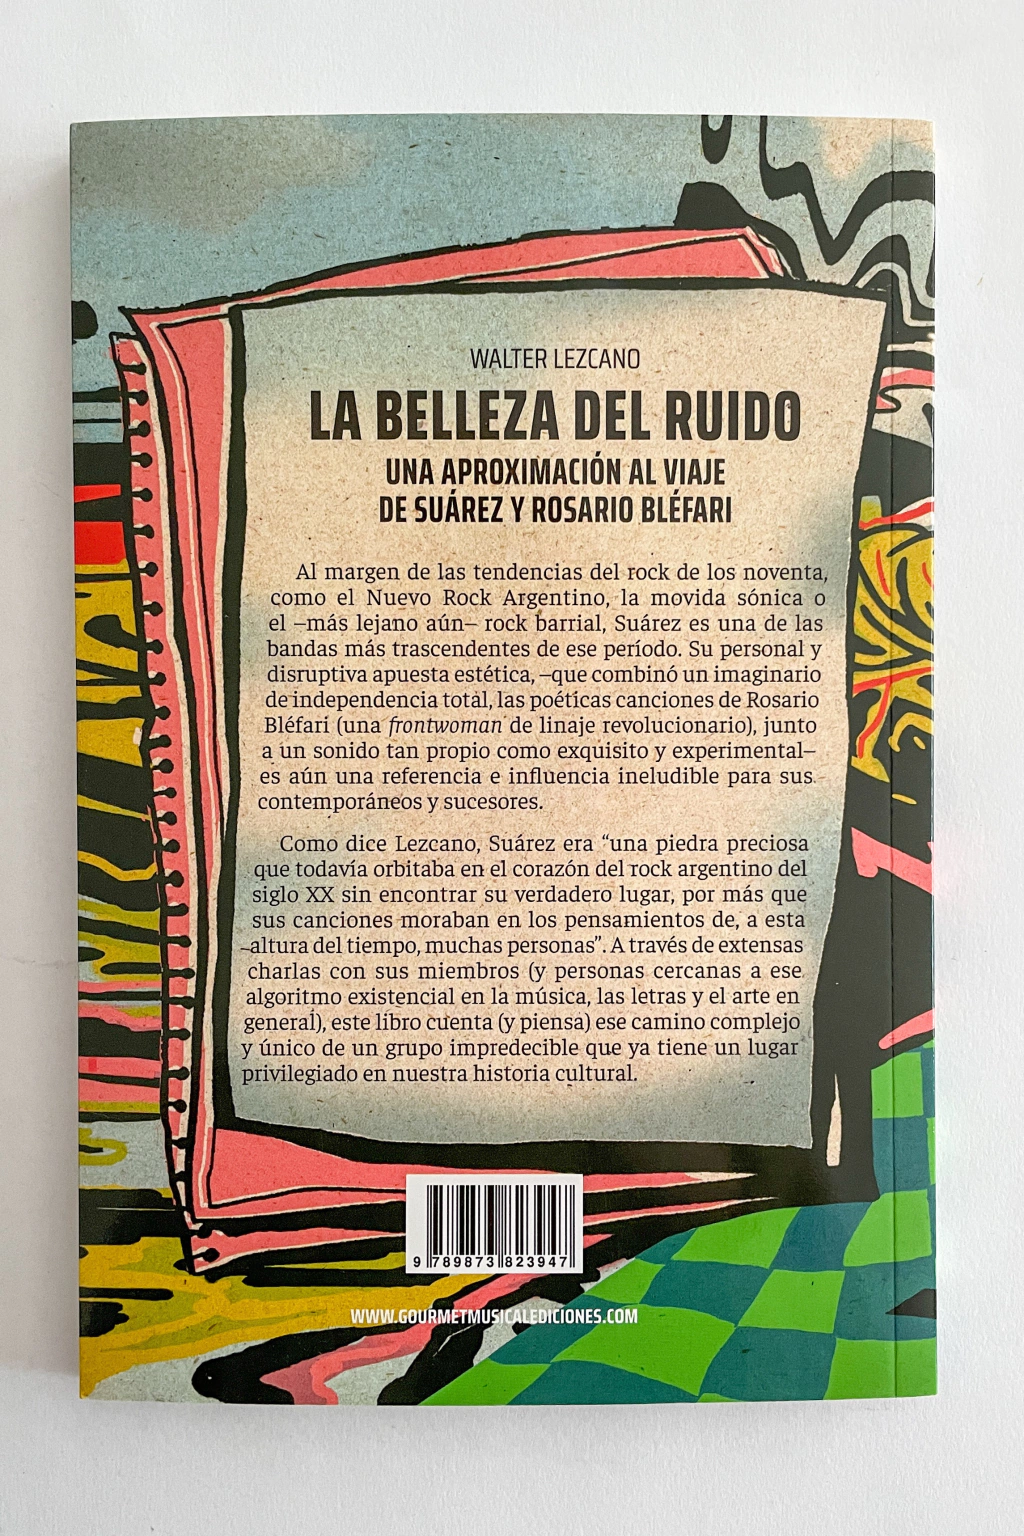 WALTER LEZCANO
LA BELLEZA DEL RUIDO
UNA APROXIMACIÓN AL VIAJE
DE SUÁREZ Y ROSARIO BLÉFARI
Al margen de las tendencias del rock de los noventa,
como el Nuevo Rock Argentino, la movida sónica o
el –más lejano aún– rock barrial, Suárez es una de las
bandas más trascendentes de ese período. Su personal y
disruptiva apuesta estética, –que combinó un imaginario
de independencia total, las poéticas canciones de Rosario
Bléfari (una frontwoman de linaje revolucionario), junto
a un sonido tan propio como exquisito y experimental–
es aún una referencia e influencia ineludible para sus
contemporáneos y sucesores.
Como dice Lezcano, Suárez era “una piedra preciosa
que todavía orbitaba en el corazón del rock argentino del
siglo XX sin encontrar su verdadero lugar, por más que
sus canciones moraban en los pensamientos de, a esta
altura del tiempo, muchas personas”. A través de extensas
charlas con sus miembros (y personas cercanas a ese
algoritmo existencial en la música, las letras y el arte en
general), este libro cuenta (y piensa) ese camino complejo
y único de un grupo impredecible que ya tiene un lugar
privilegiado en nuestra historia cultural.
9 789873 823947
WWW.GOURMETMUSICALEDICIONES.COM